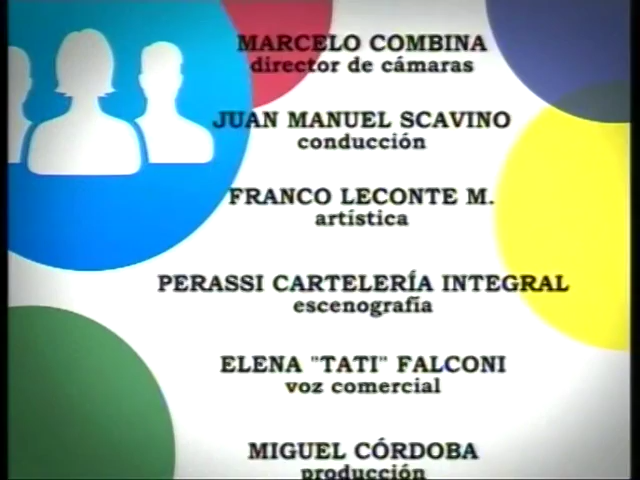 MARCELO COMBINA
director de cámaras
JUAN MANUEL SCAVINO
conducción
FRANCO LECONTE M.
artística
PERASSI CARTELERÍA INTEGRAL
escenografía
ELENA "TATI" FALCONI
voz comercial
MIGUEL CÓRDOBA
producción